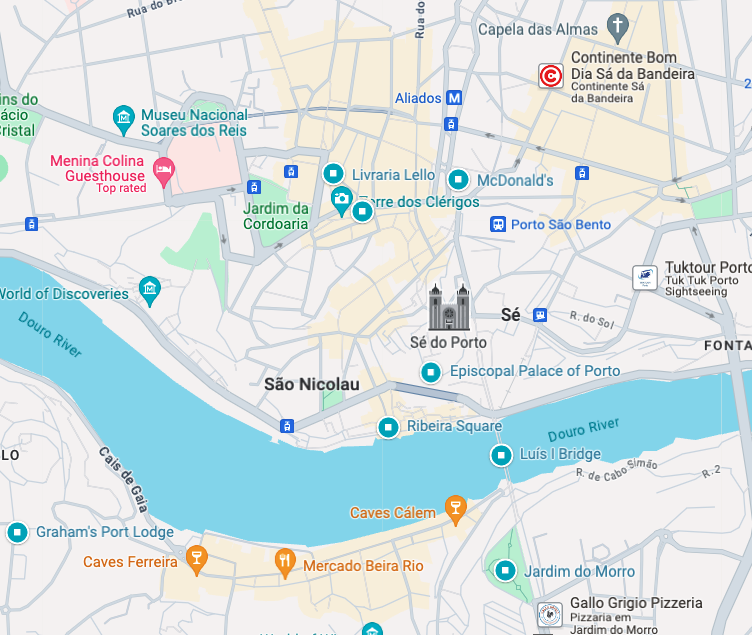 Rua do Br
Rua do B
Capela das Almas
Continente Bom
Dia Sá da Bandeira
Continente Sá
da Bandeira
2
Aliados M
ins do
ácio
Cristal
Museu Nacional
Soares dos Reis
Menina Colina
Guesthouse
Top rated
Livraria Lello
McDonald's
Torre dos Clérigos
Jardim da
Cordoaria
Porto São Bento
World of Discoveries
Tuktour Porto
Tuk Tuk Porto
Sightseeing
Douro River
Sé
R. do Sol
Sé do Porto
FONTA
Episcopal Palace of Porto
São Nicolau
Ribeira Square
Douro River
LO
Luís I Bridge
Cais de Gaia
R. de Cabo Simão
R. 2
Caves Cálem
Graham's Port Lodge
Caves Ferreira
Mercado Beira Rio
Jardim do Morro
Gallo Grigio Pizzeria
Pizzaria em
Jardim do Morro